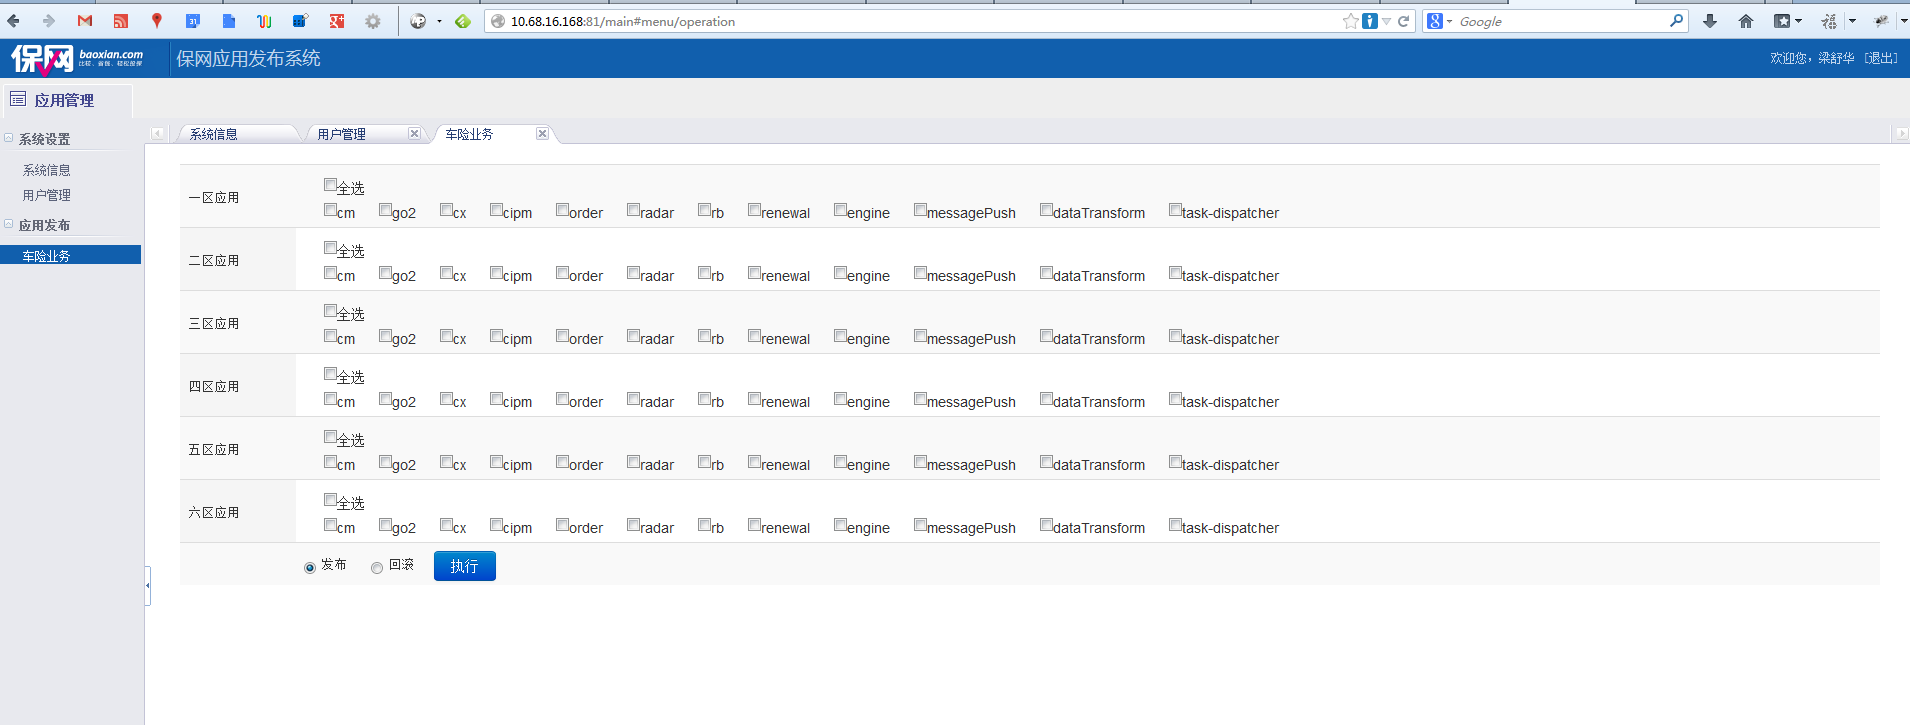 10.68.16.168:81/main#menu/operation
Google
保网 baoxian.com
比较、省钱、轻松投保
保网应用发布系统
欢迎您，梁舒华 [退出]
应用管理
系统设置
系统信息
用户管理
应用发布
车险业务
系统信息 用户管理 车险业务
一区应用
全选
cm go2 cx cipm order radar rb renewal engine messagePush dataTransform task-dispatcher
二区应用
全选
cm go2 cx cipm order radar rb renewal engine messagePush dataTransform task-dispatcher
三区应用
全选
cm go2 cx cipm order radar rb renewal engine messagePush dataTransform task-dispatcher
四区应用
全选
cm go2 cx cipm order radar rb renewal engine messagePush dataTransform task-dispatcher
五区应用
全选
cm go2 cx cipm order radar rb renewal engine messagePush dataTransform task-dispatcher
六区应用
全选
cm go2 cx cipm order radar rb renewal engine messagePush dataTransform task-dispatcher
发布 回滚 执行